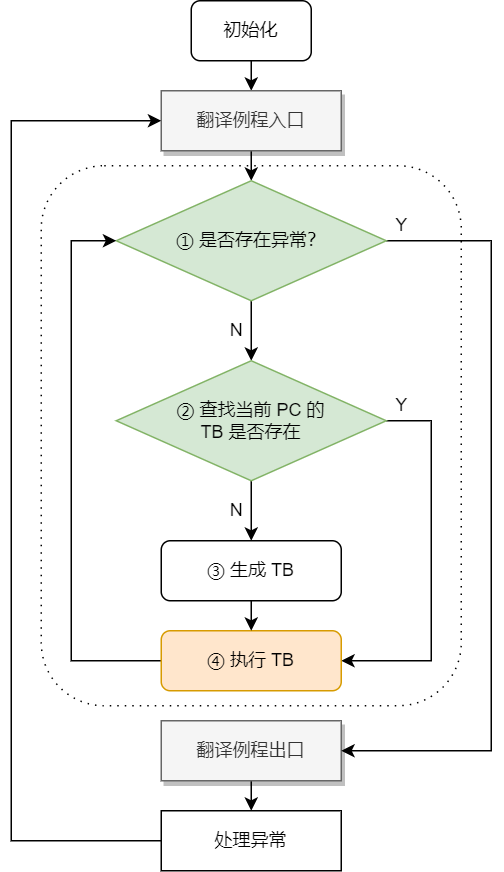 初始化
翻译例程入口
① 是否存在异常?
Y
N
② 查找当前 PC 的
TB 是否存在
Y
N
③ 生成 TB
④ 执行 TB
翻译例程出口
处理异常